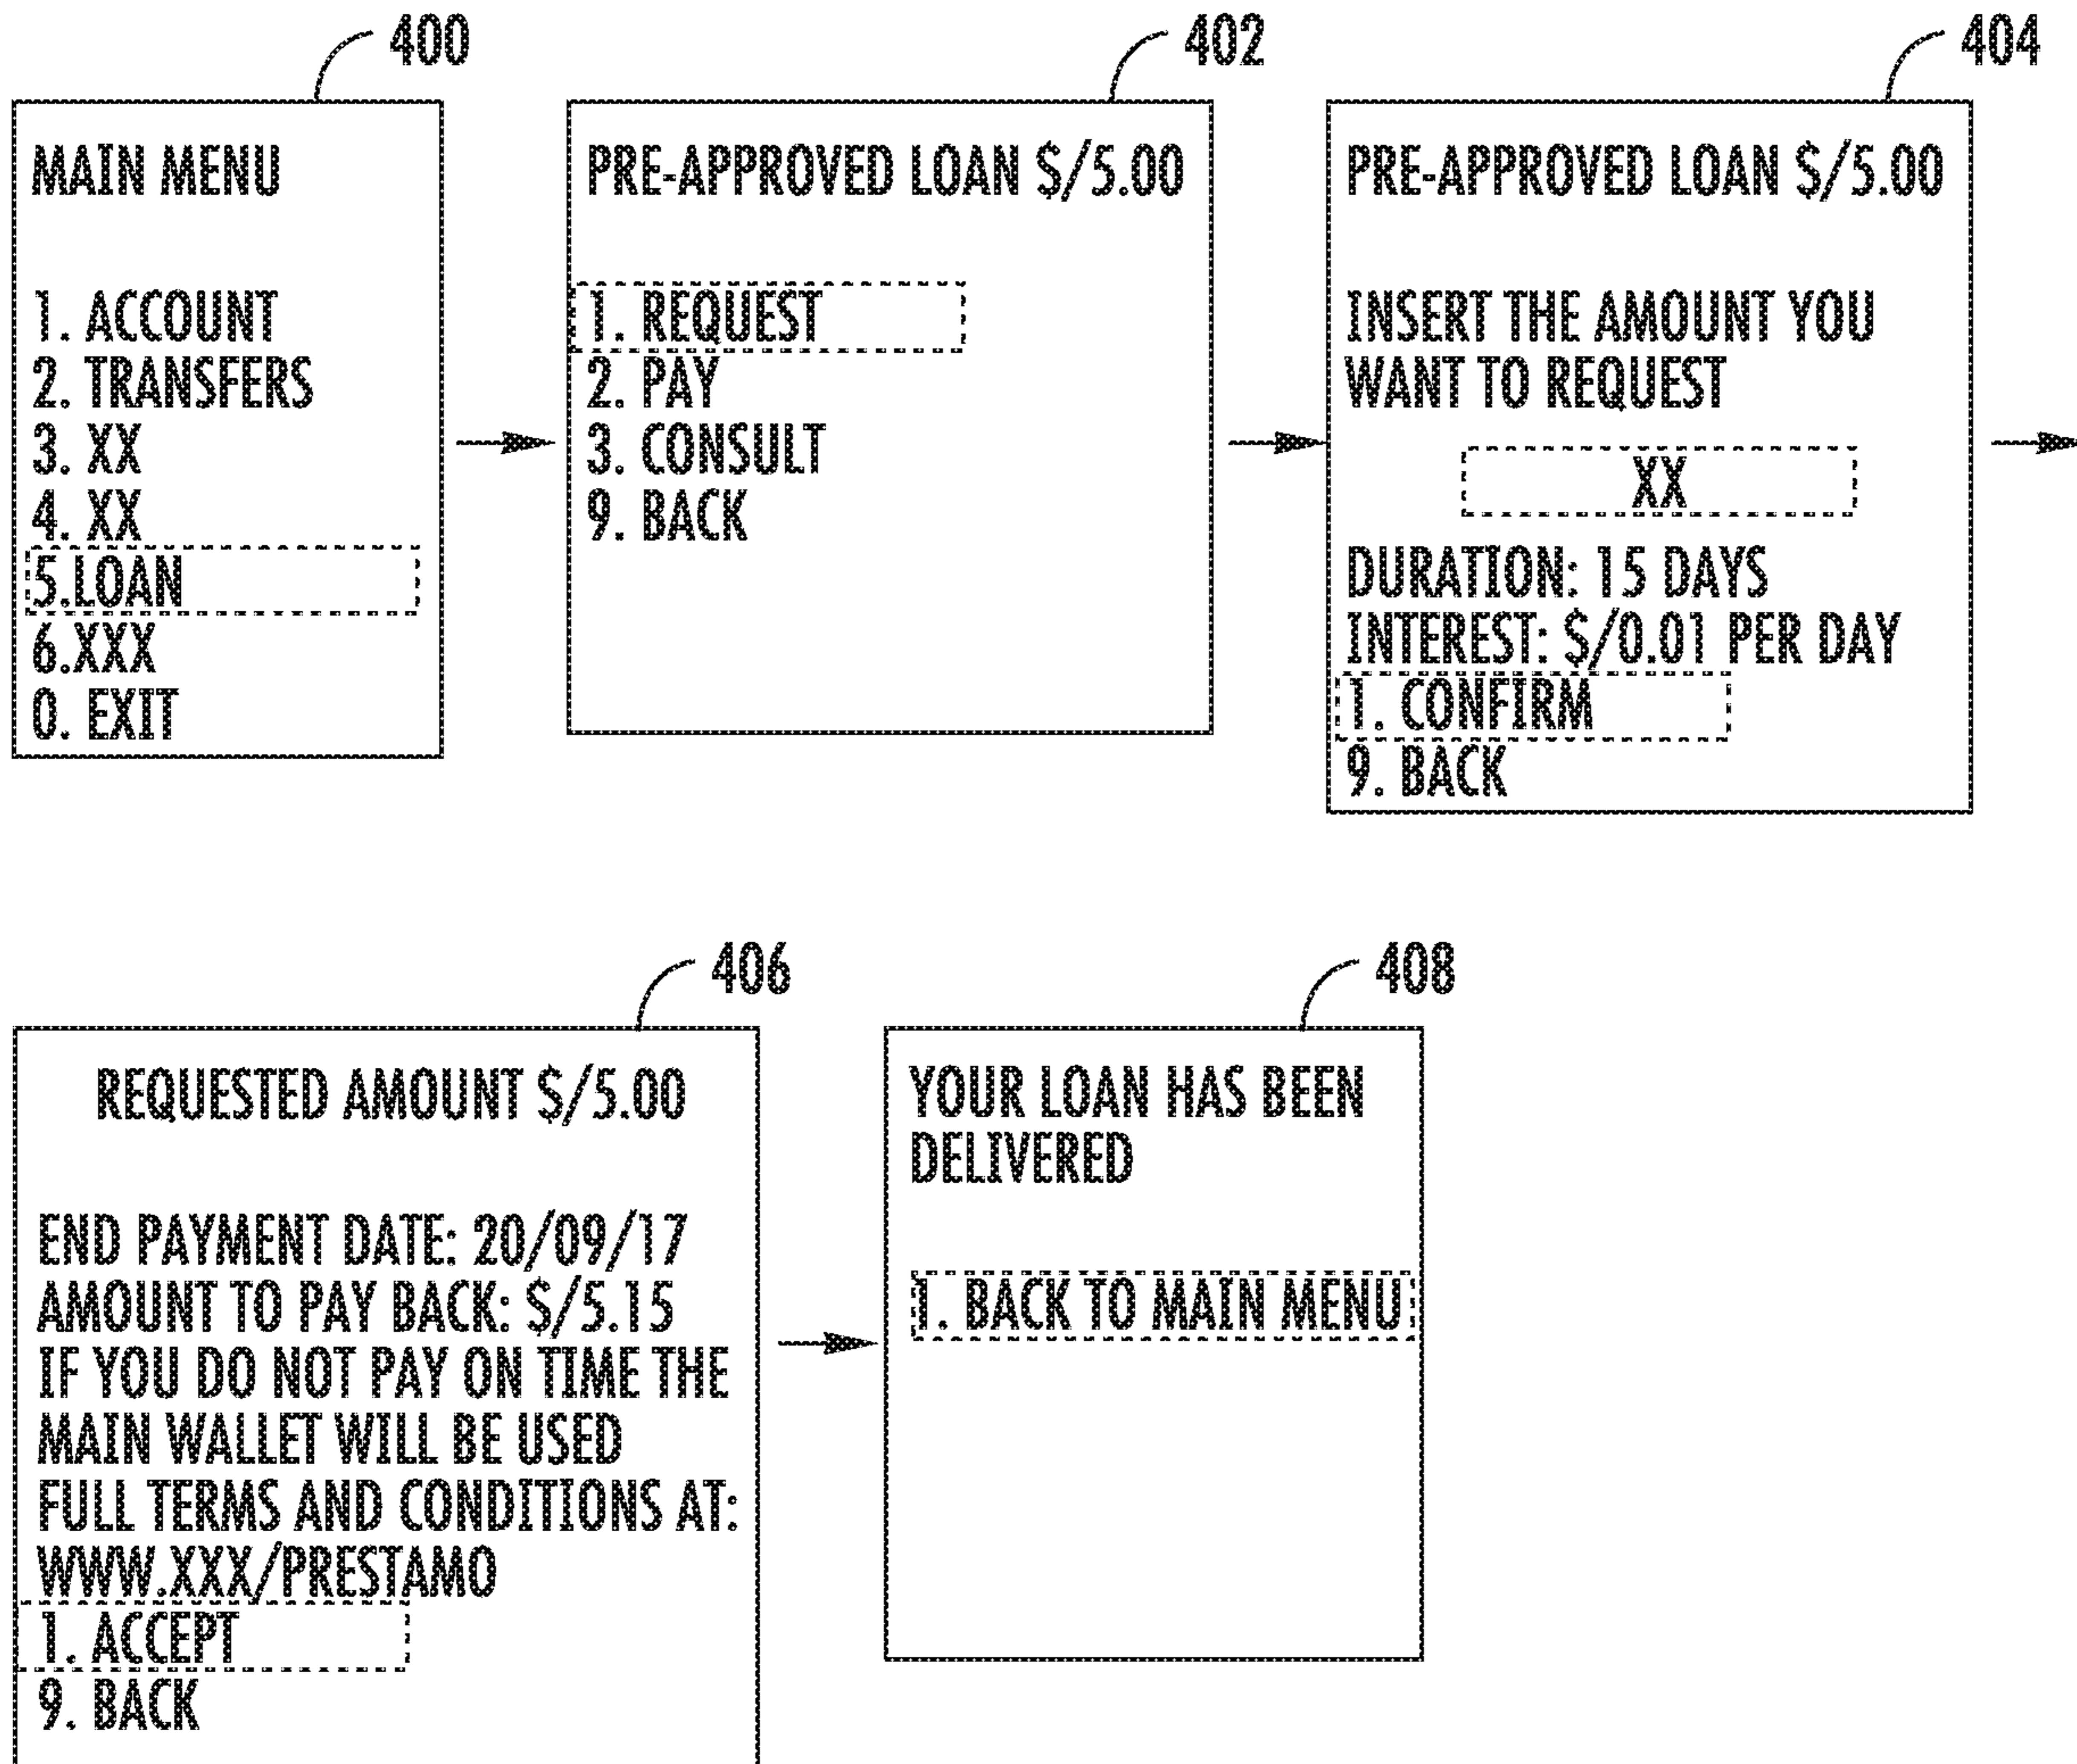 400
MAIN MENU
1. ACCOUNT
2. TRANSFERS
3. XX
4. XX
5.LOAN
6.XXX
0. EXIT
402
PRE-APPROVED LOAN $/5.00
1. REQUEST
2. PAY
3. CONSULT
9. BACK
404
PRE-APPROVED LOAN $/5.00
INSERT THE AMOUNT YOU
WANT TO REQUEST
XX
DURATION: 15 DAYS
INTEREST: $/0.01 PER DAY
1. CONFIRM
9. BACK
406
REQUESTED AMOUNT $/5.00
END PAYMENT DATE: 20/09/17
AMOUNT TO PAY BACK: $/5.15
IF YOU DO NOT PAY ON TIME THE
MAIN WALLET WILL BE USED
FULL TERMS AND CONDITIONS AT:
WWW.XXX/PRESTAMO
1. ACCEPT
9. BACK
408
YOUR LOAN HAS BEEN
DELIVERED
1. BACK TO MAIN MENU